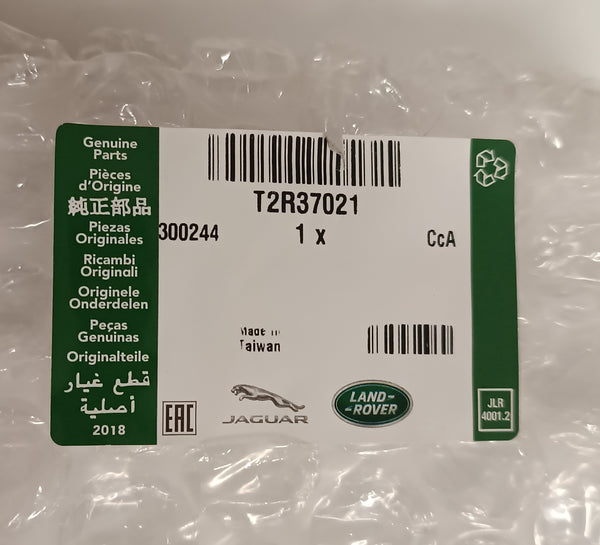 Genuine
Parts
Pièces
d'Origine
純正部品
Piezas
Originales
Ricambi
Originali
Originele
Onderdelen
Peças
Genuinas
Originalteile
قطع غيار
أصلية
2018
T2R37021
300244
1 x
CcA
Made in
Taiwan
EAC
JAGUAR
LAND-
-ROVER
JLR
4001.2